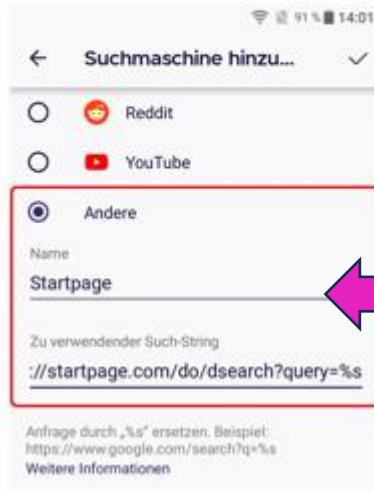 91 % 14:01
Suchmaschine hinzu...
Reddit
YouTube
Andere
Name
Startpage
Zu verwendender Such-String
://startpage.com/do/dsearch?query=%s
Anfrage durch „%s“ ersetzen. Beispiel:
https://www.google.com/search?q=%s
Weitere Informationen